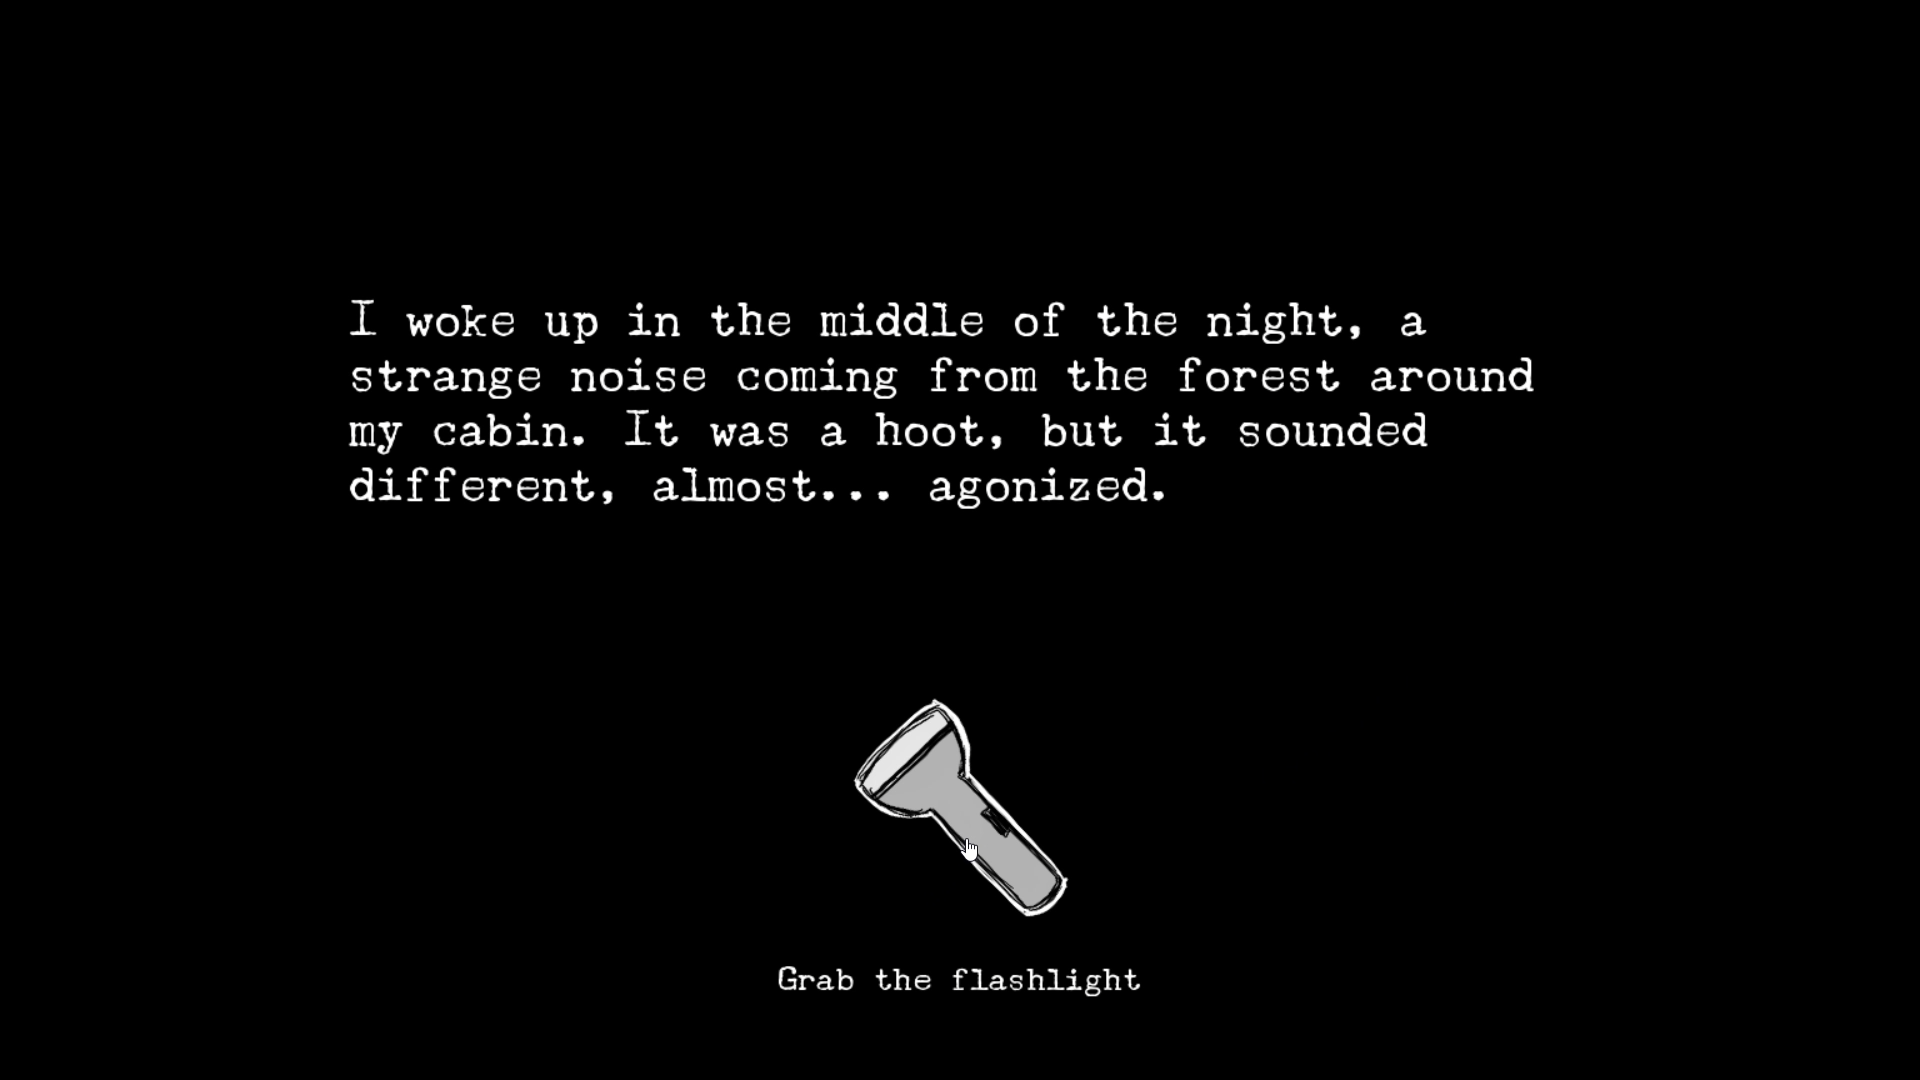 I woke up in the middle of the night, a
strange noise coming from the forest around
my cabin. It was a hoot, but it sounded
different, almost... agonized.
Grab the flashlight